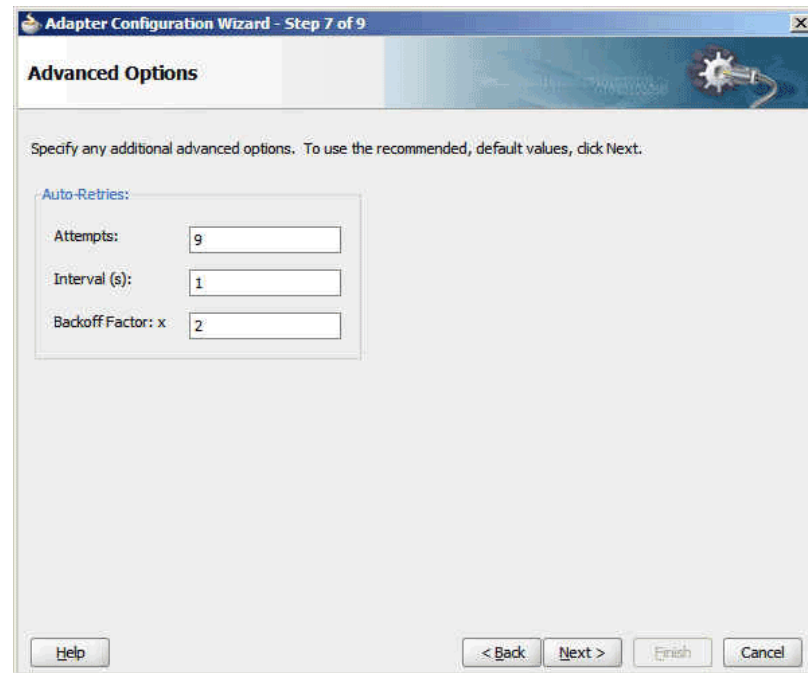 Adapter Configuration Wizard - Step 7 of 9
Advanced Options
Specify any additional advanced options. To use the recommended, default values, click Next.
Auto-Retries:
Attempts: 9
Interval (s): 1
Backoff Factor: x 2
Help < Back Next > Finish Cancel